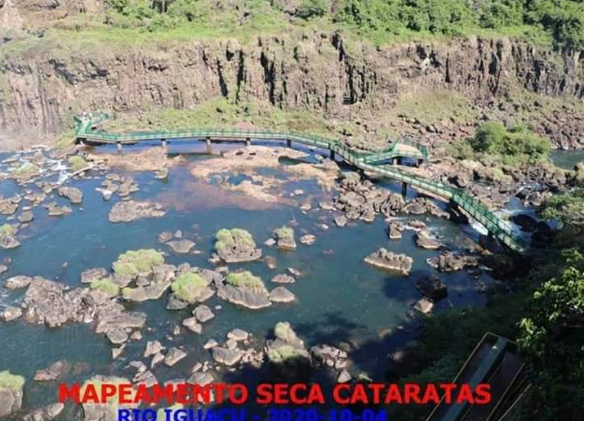 MAPEAMENTO SECA CATARATAS
RIO IGUAÇU - 2020-10-04